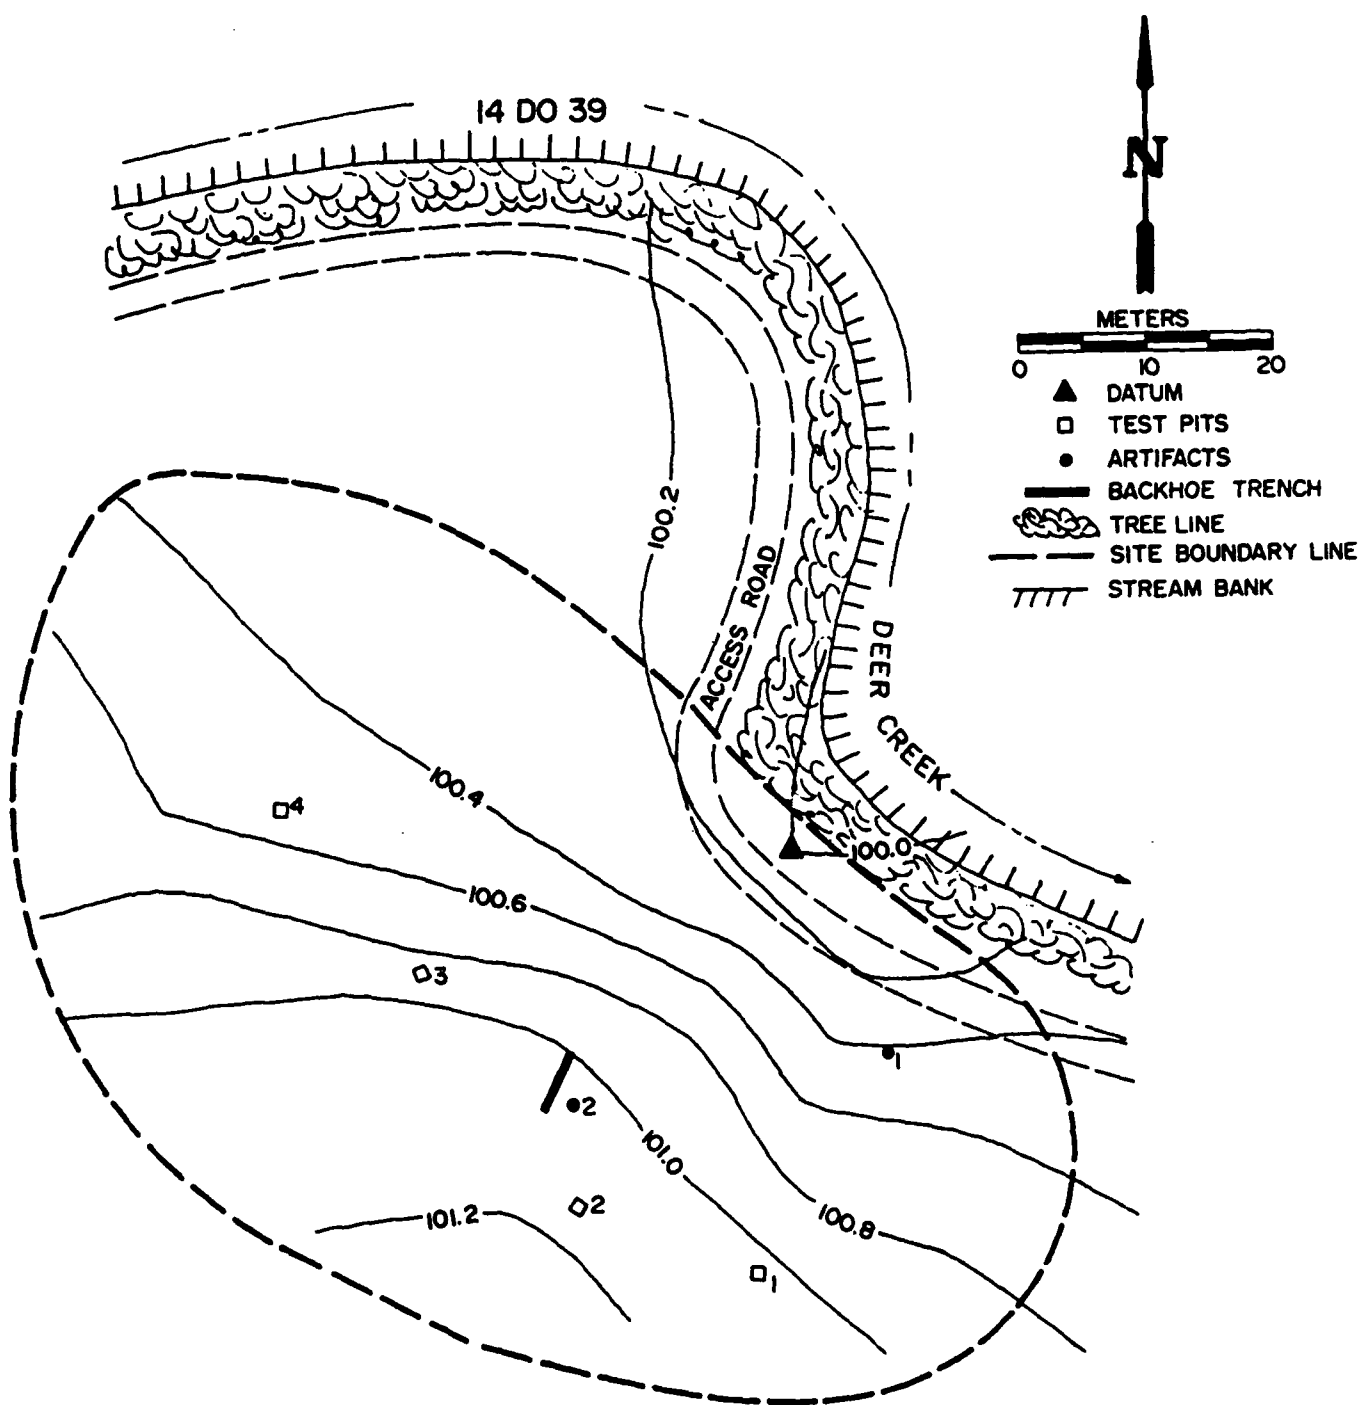 14 DO 39
N
METERS
0 10 20
DATUM
TEST PITS
ARTIFACTS
BACKHOE TRENCH
TREE LINE
SITE BOUNDARY LINE
STREAM BANK
100.2
ACCESS ROAD
DEER CREEK
100.4
4
100.0
100.6
3
1
2
101.0
2
101.2
100.8
1